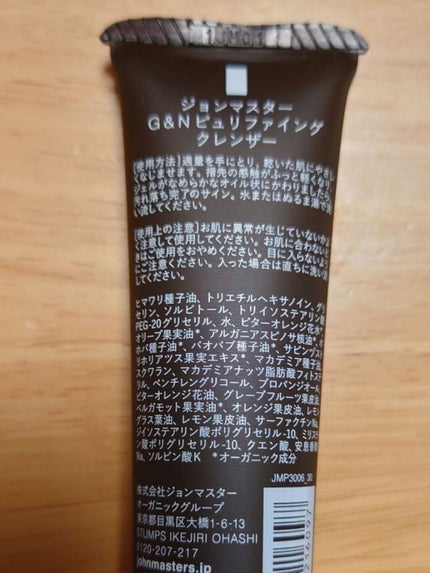 ジョンマスター
G&Nピュリファイング
クレンザー
【使用方法】適量を手にとり、乾いた肌にやさし
くなじませます。指先の感触がふっと軽くなり、
ジェルがなめらかなオイル状にかわりましたら
汚れ落ち完了のサイン。水またはぬるま湯で洗
い流してください。
【使用上の注意】お肌に異常が生じていないか
く注意して使用してください。お肌に合わない
きはご使用をおやめください。目に入らないよう
にご注意ください。入った場合は直ちに洗い流
してください。
ヒマワリ種子油、トリエチルヘキサノイン、グリ
セリン、ソルビトール、トリイソステアリン酸
PEG-20グリセリル、水、ビターオレンジ花水*、
オリーブ果実油*、アルガニアスピノサ核油*、ホ
ホバ種子油*、バオバブ種子油*、サピンヅスト
リホリアツス果実エキス*、マカデミア種子油、
スクワラン、マカデミアナッツ脂肪酸フィトステ
リル、ペンチレングリコール、プロパンジオール、
ビターオレンジ花油、グレープフルーツ果皮油、
ベルガモット果実油*、オレンジ果皮油、レモン
グラス葉油、レモン果皮油、サーファクチンNa、
ジイソステアリン酸ポリグリセリル-10、ミリスチ
ン酸ポリグリセリル-10、クエン酸、安息香酸
Na、ソルビン酸K *オーガニック成分
JMP3006_30
株式会社ジョンマスター
オーガニックグループ
東京都目黒区大橋1-6-13
STUMPS IKEJIRI OHASHI
0120-207-217
johnmasters.jp